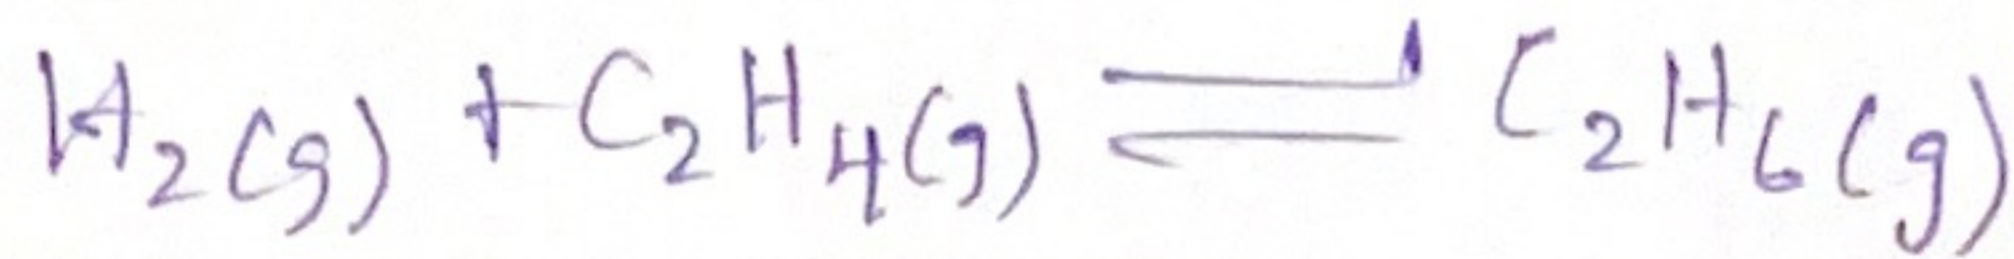 H₂(g) + C₂H₄(g) ⇌ C₂H₆(g)